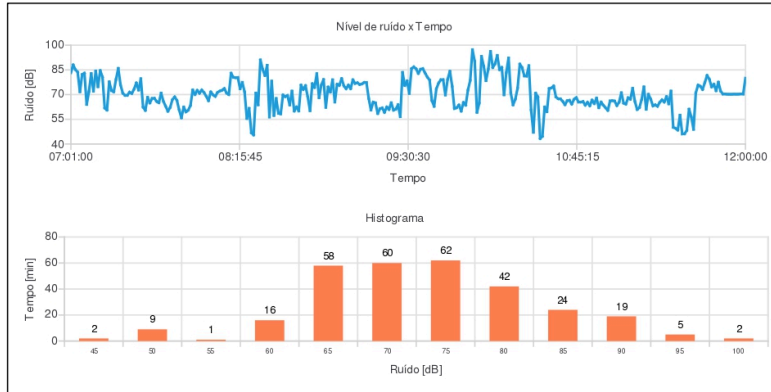 Nível de ruído x Tempo
Ruído [dB]
100
85
70
55
40
07:01:00 08:15:45 09:30:30 10:45:15 12:00:00
Tempo
Histograma
Tempo [min]
80
60
40
20
0
2 9 1 16 58 60 62 42 24 19 5 2
45 50 55 60 65 70 75 80 85 90 95 100
Ruído [dB]